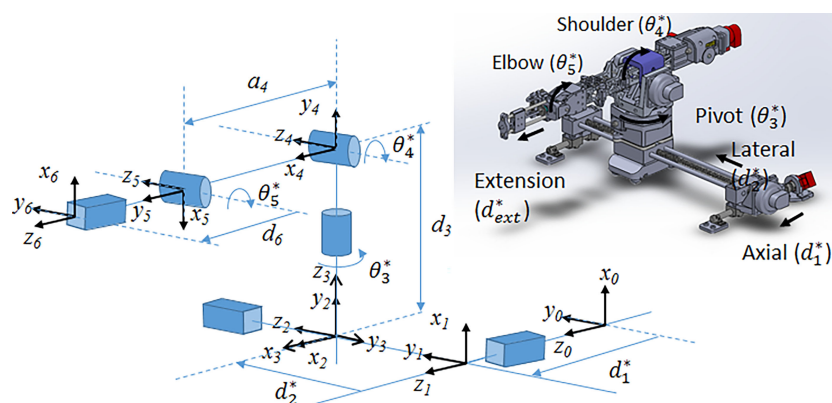 Shoulder (θ₄*)
Elbow (θ₅*)
Pivot (θ₃*)
Lateral
(d₂*)
Extension
(d*ₑₓₜ)
Axial (d₁*)
a₄
y₄
z₄
θ₄*
x₄
x₆
z₅
θ₅*
y₆
y₅
x₅
z₆
d₆
d₃
z₃
θ₃*
y₂
x₁
x₀
y₀
z₂
x₃
x₂
y₃
y₁
z₀
z₁
d₁*
d₂*